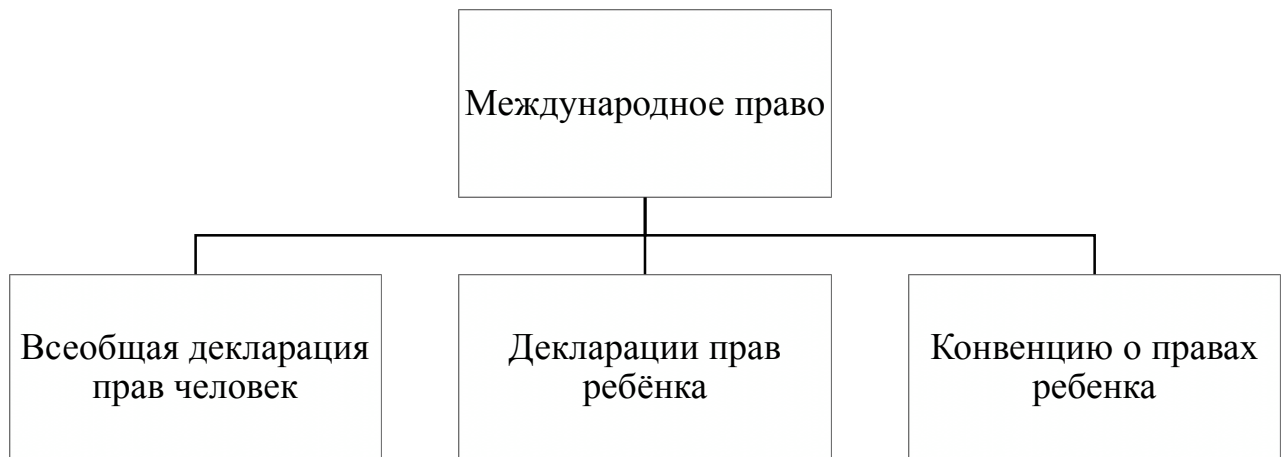 Международное право
Всеобщая декларация
прав человек
Декларации прав
ребёнка
Конвенцию о правах
ребенка